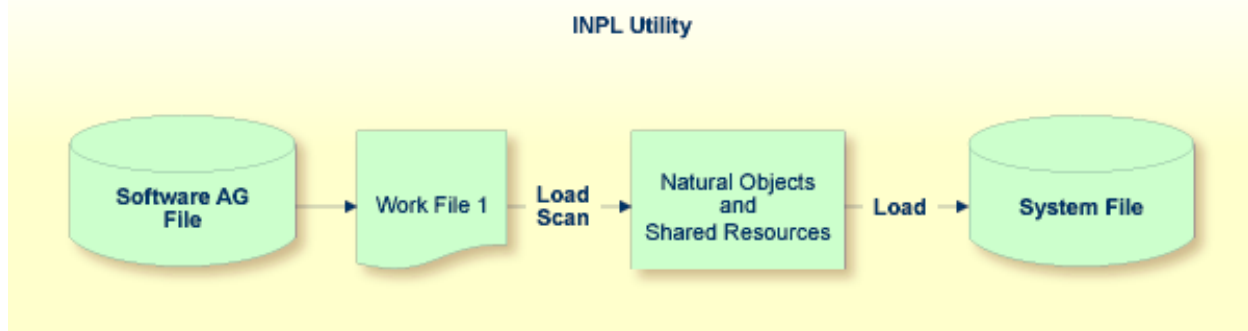 INPL Utility
Software AG
File
Work File 1
Load
Scan
Natural Objects
and
Shared Resources
Load
System File